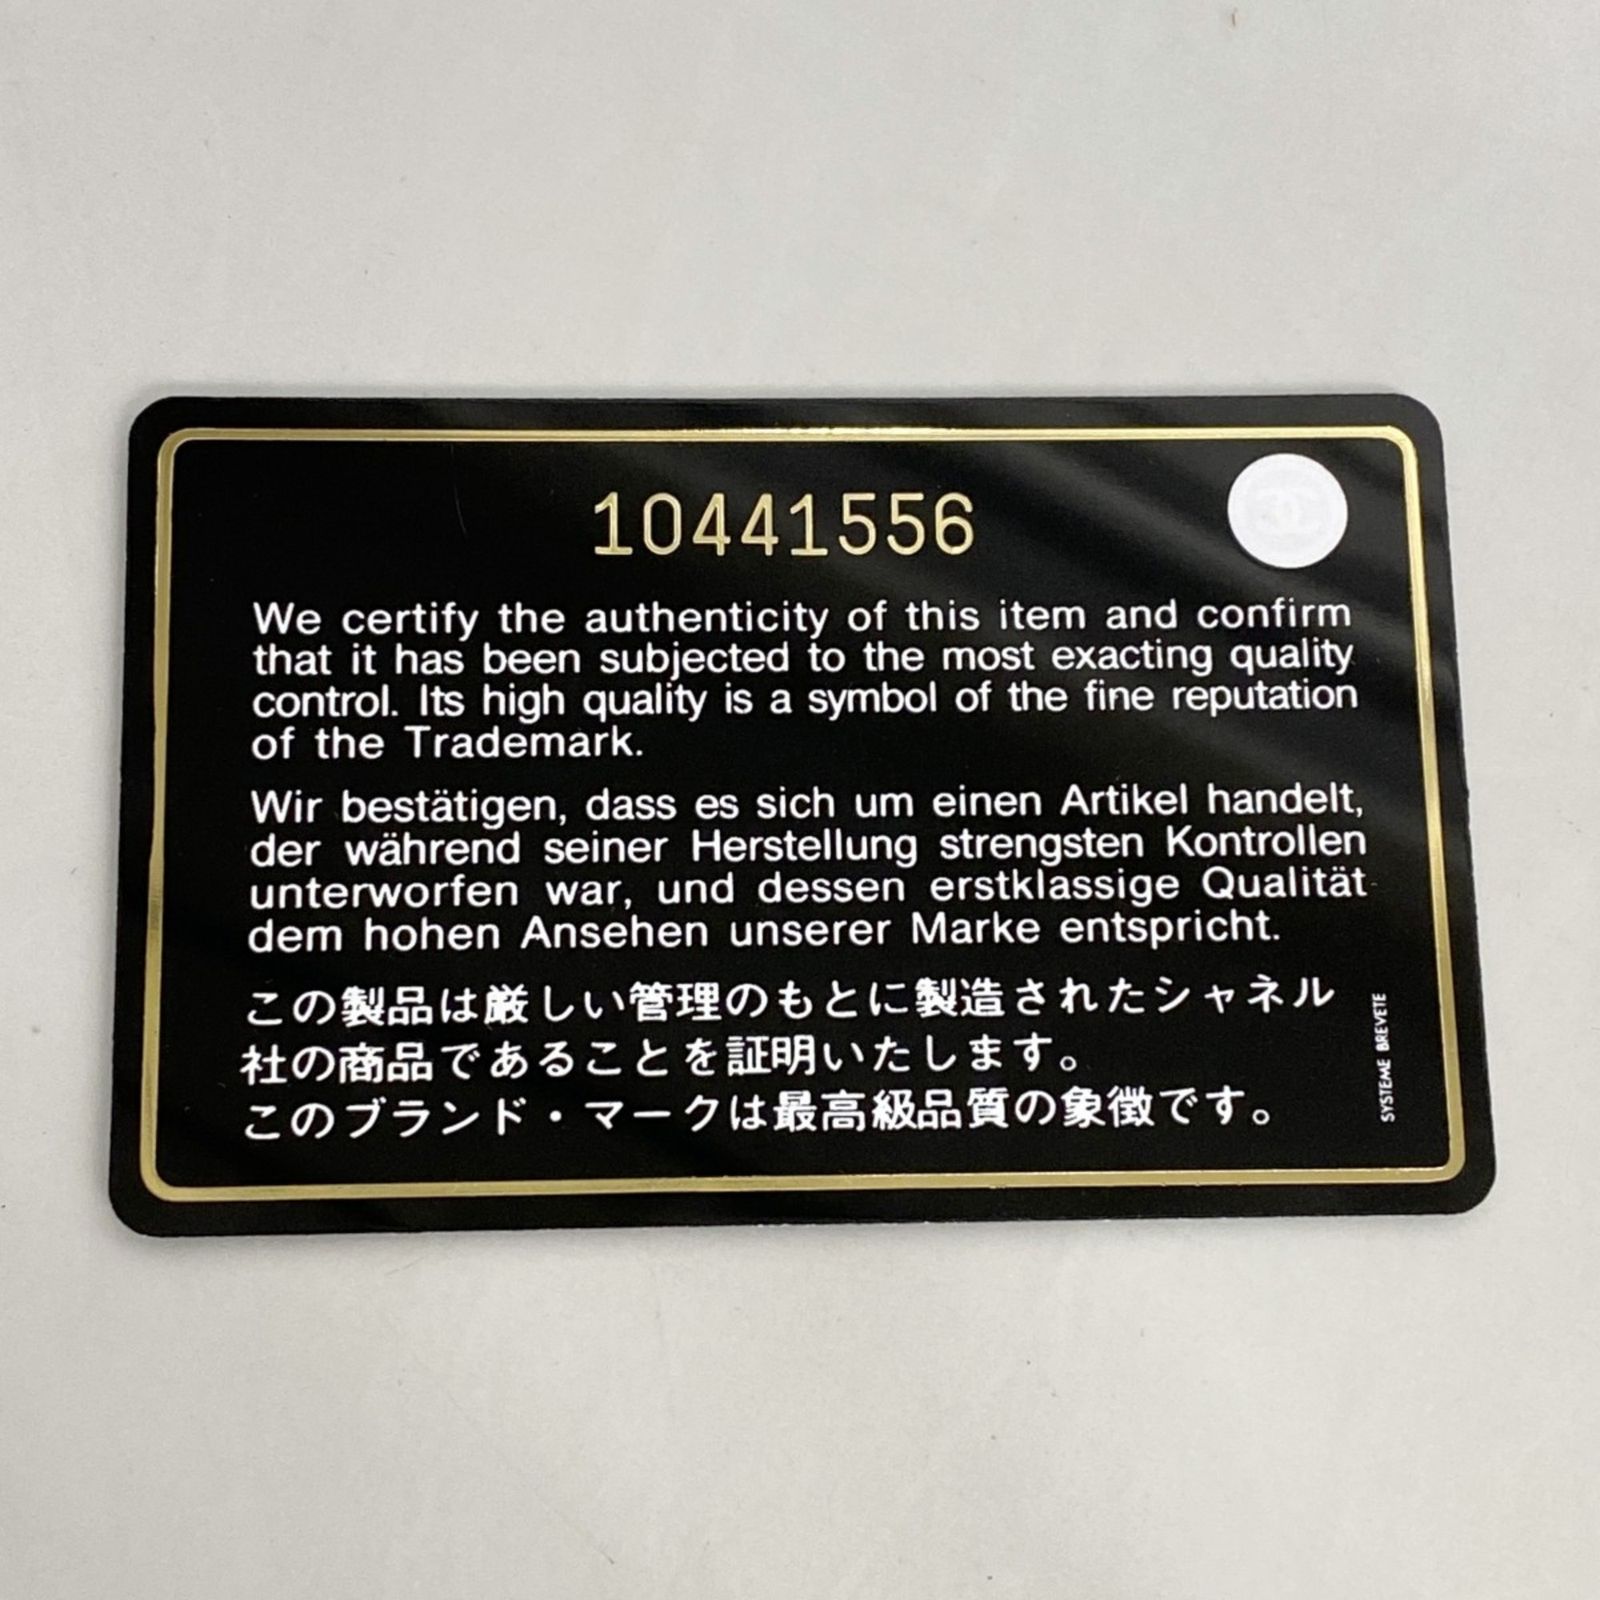 10441556
We certify the authenticity of this item and confirm
that it has been subjected to the most exacting quality
control. Its high quality is a symbol of the fine reputation
of the Trademark.
Wir bestätigen, dass es sich um einen Artikel handelt,
der während seiner Herstellung strengsten Kontrollen
unterworfen war, und dessen erstklassige Qualität
dem hohen Ansehen unserer Marke entspricht.
この製品は厳しい管理のもとに製造されたシャネル
社の商品であることを証明いたします。
このブランド・マークは最高級品質の象徴です。
SYSTEME BREVETE